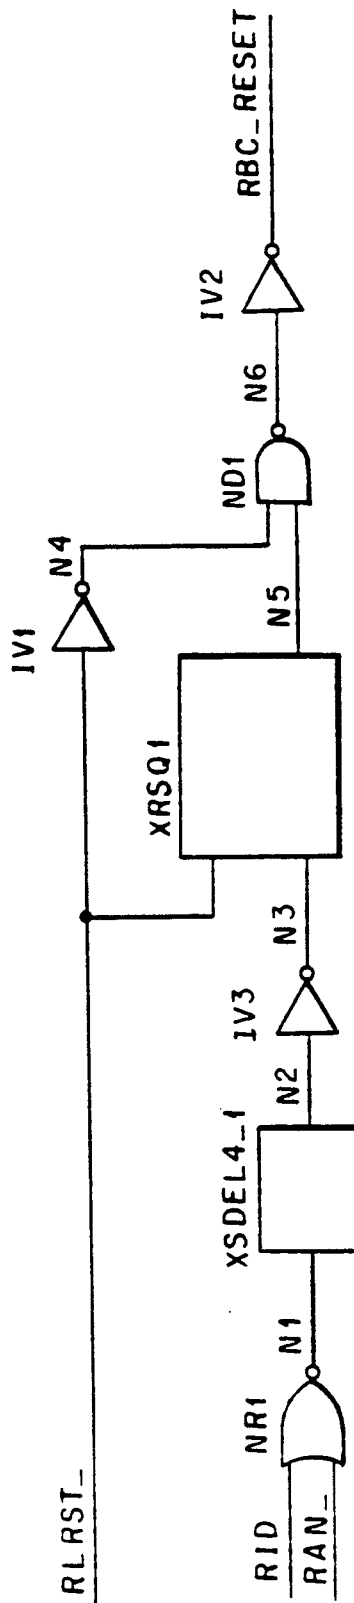 RLRST_
IV1
N4
XRSQ1
ND1
N6
IV2
RBC_RESET
N5
RID
RAN_
NR1
N1
XSDEL4_1
N2
IV3
N3